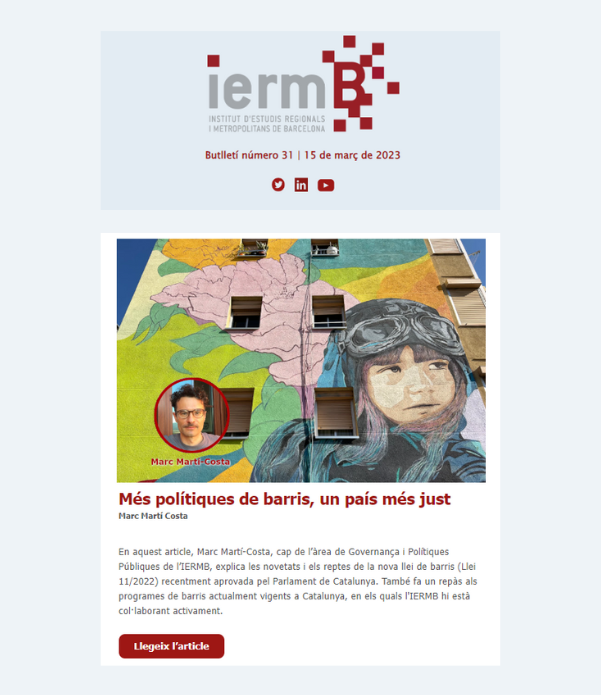 iermB
INSTITUT D'ESTUDIS REGIONALS
I METROPOLITANS DE BARCELONA
Butlletí número 31 | 15 de març de 2023
in
Marc Martí-Costa
Més polítiques de barris, un país més just
Marc Martí Costa
En aquest article, Marc Martí-Costa, cap de l'àrea de Governança i Polítiques
Públiques de l'IERMB, explica les novetats i els reptes de la nova llei de barris (Llei
11/2022) recentment aprovada pel Parlament de Catalunya. També fa un repàs als
programes de barris actualment vigents a Catalunya, en els quals l'IERMB hi està
col·laborant activament.
Llegeix l'article